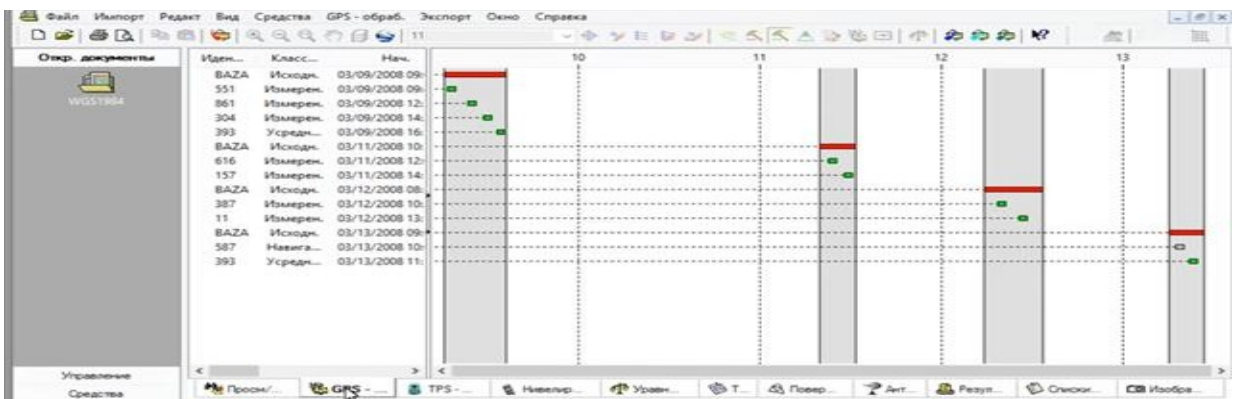 Файл Импорт Редакт Вид Средства GPS-обраб. Экспорт Окно Справка
11
Откр. документы
WGS1984
Иден... Класс... Нач. 10 11 12 13
BAZA Исходн. 03/09/2008 09:
551 Измерен. 03/09/2008 09:
861 Измерен. 03/09/2008 12:
304 Измерен. 03/09/2008 14:
393 Усредн... 03/09/2008 16:
BAZA Исходн. 03/11/2008 10:
616 Измерен. 03/11/2008 12:
157 Измерен. 03/11/2008 14:
BAZA Исходн. 03/12/2008 08:
387 Измерен. 03/12/2008 10:
11 Измерен. 03/12/2008 13:
BAZA Исходн. 03/13/2008 09:
587 Навига... 03/13/2008 10:
393 Усредн... 03/13/2008 11:
Управление
Средства
Просм/... GPS - ... TPS - ... Нивелир... Уравн... Т... Повер... Ант... Резул... Списки... Изобра...